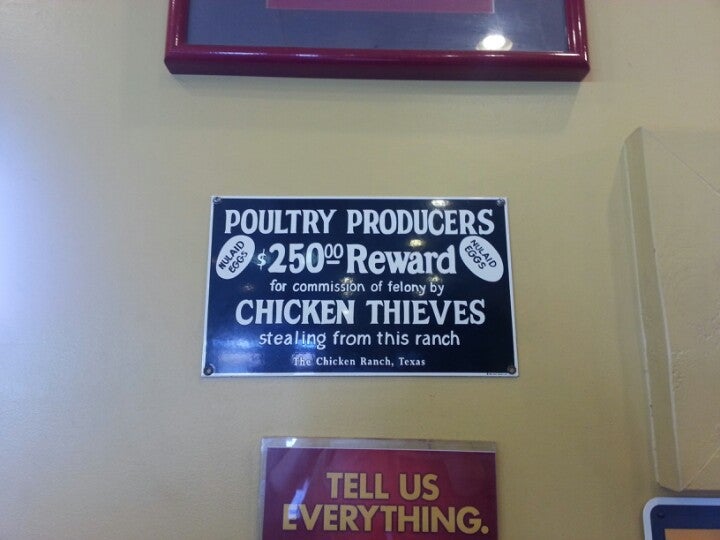 POULTRY PRODUCERS
NULAID
EGGS
$250.00 Reward
NULAID
EGGS
for commission of felony by
CHICKEN THIEVES
stealing from this ranch
The Chicken Ranch, Texas
TELL US
EVERYTHING.